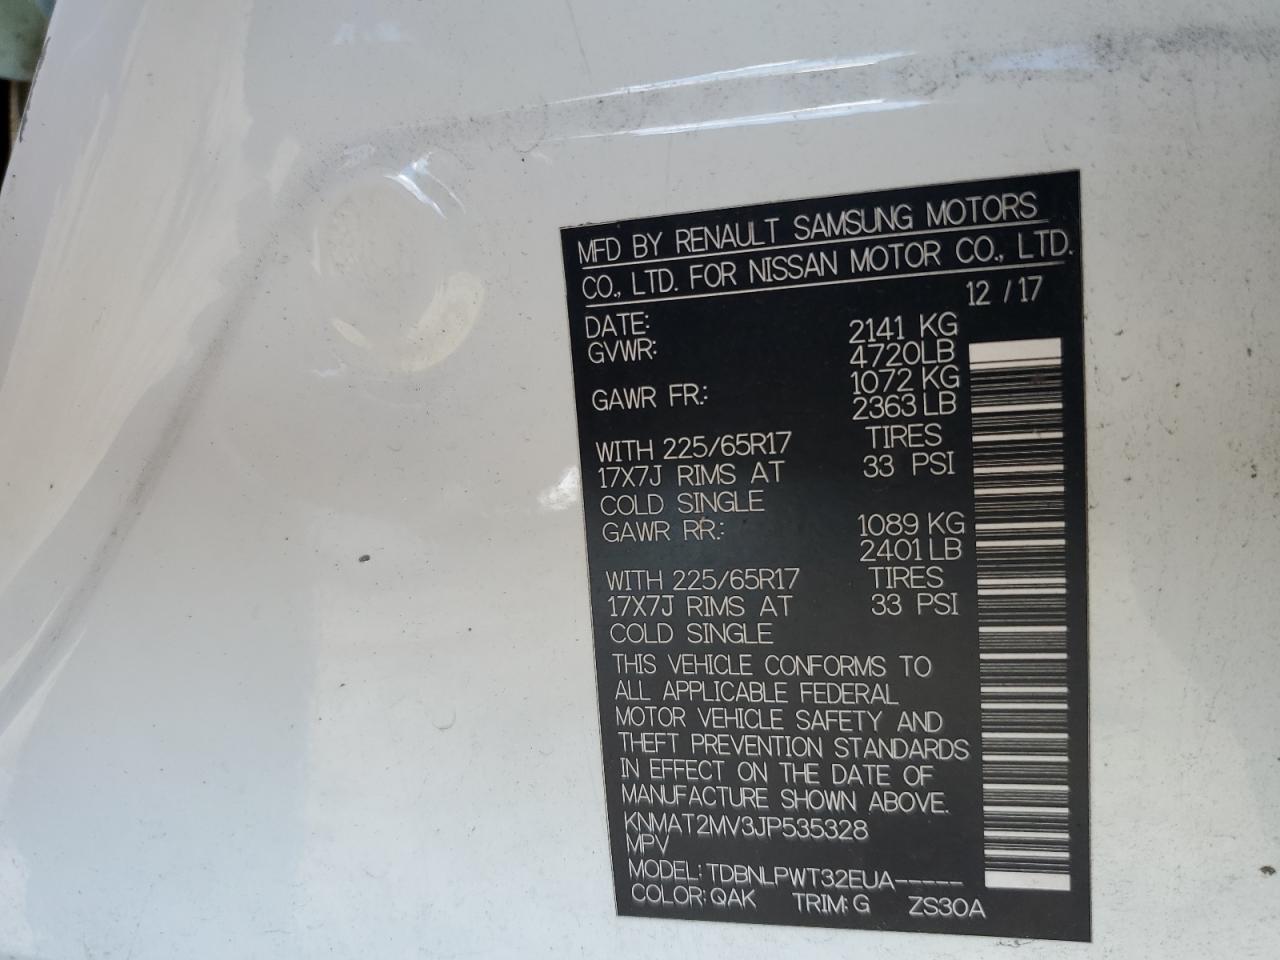 MFD BY RENAULT SAMSUNG MOTORS
CO., LTD. FOR NISSAN MOTOR CO., LTD.
12 / 17
DATE:
GVWR: 2141 KG
4720LB
GAWR FR.: 1072 KG
2363 LB
WITH 225/65R17 TIRES
17X7J RIMS AT 33 PSI
COLD SINGLE
GAWR RR.: 1089 KG
2401 LB
WITH 225/65R17 TIRES
17X7J RIMS AT 33 PSI
COLD SINGLE
THIS VEHICLE CONFORMS TO
ALL APPLICABLE FEDERAL
MOTOR VEHICLE SAFETY AND
THEFT PREVENTION STANDARDS
IN EFFECT ON THE DATE OF
MANUFACTURE SHOWN ABOVE.
KNMAT2MV3JP535328
MPV
MODEL: TDBNLPWT32EUA-----
COLOR: QAK TRIM: G ZS30A